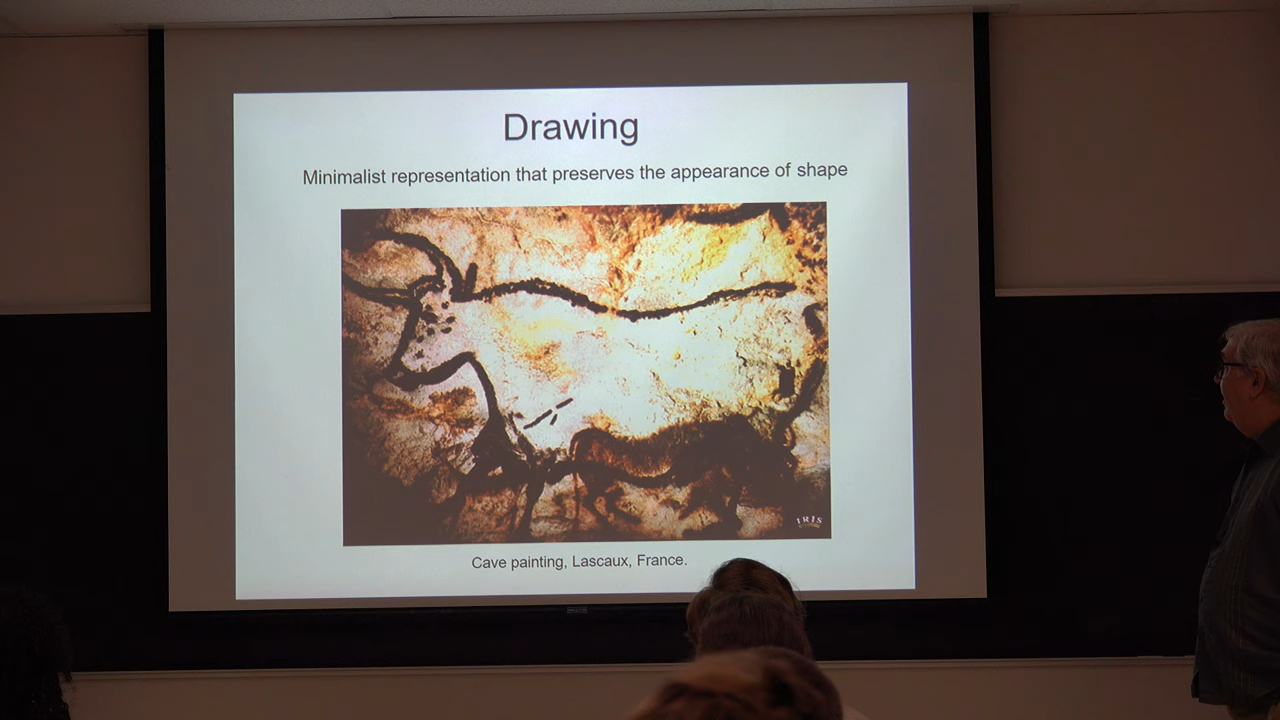 Drawing
Minimalist representation that preserves the appearance of shape
IRIS
Cave painting, Lascaux, France.